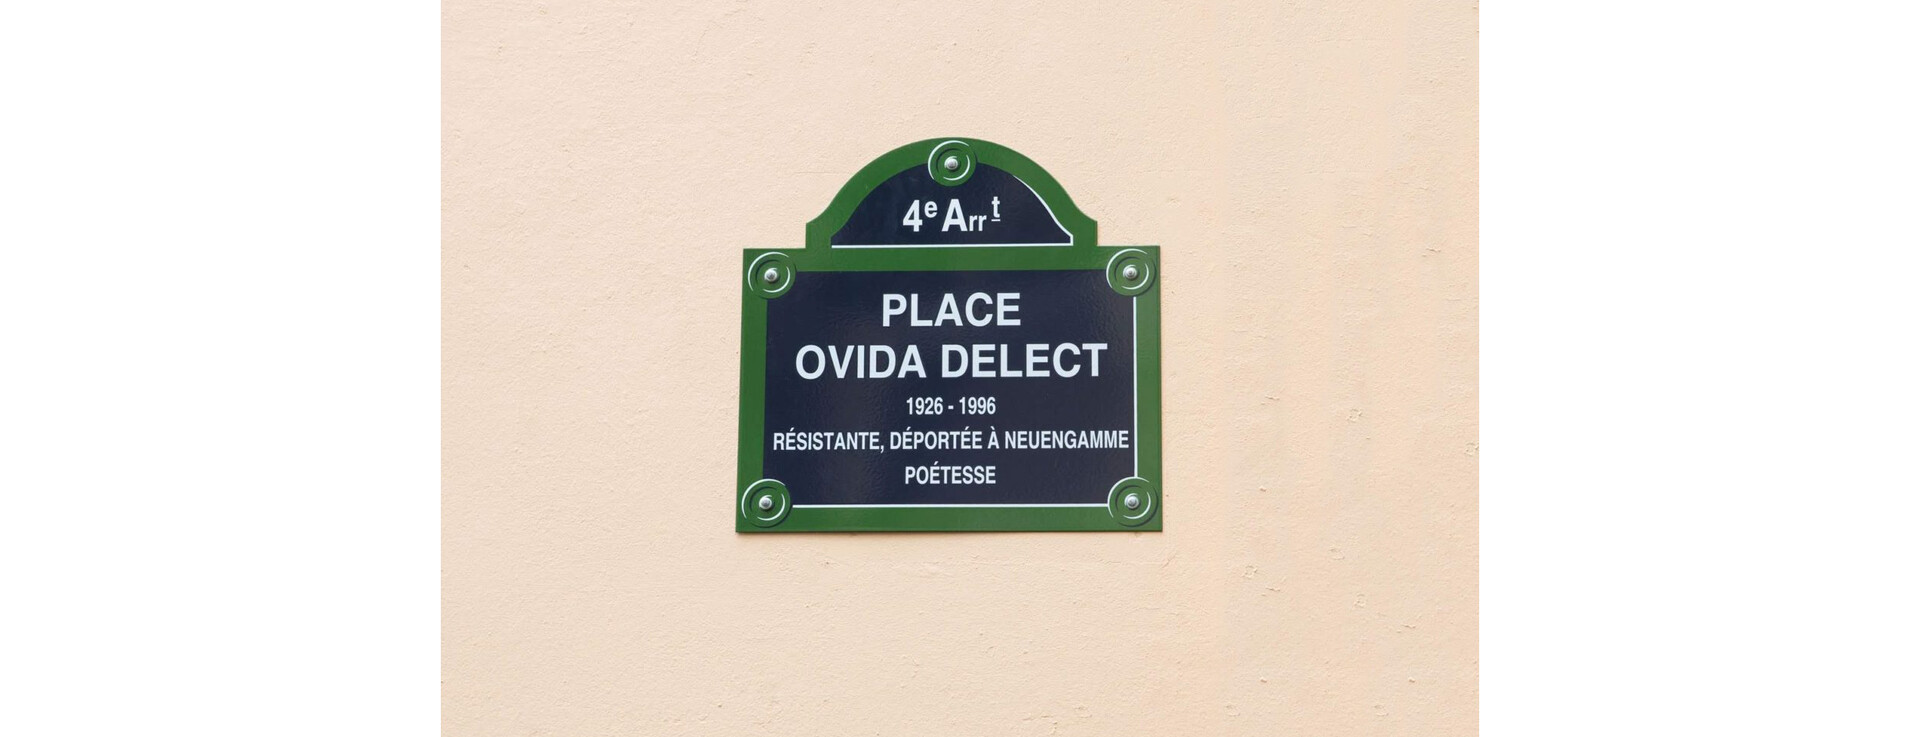 4e Arrt
PLACE
OVIDA DELECT
1926 - 1996
RÉSISTANTE, DÉPORTÉE À NEUENGAMME
POÉTESSE